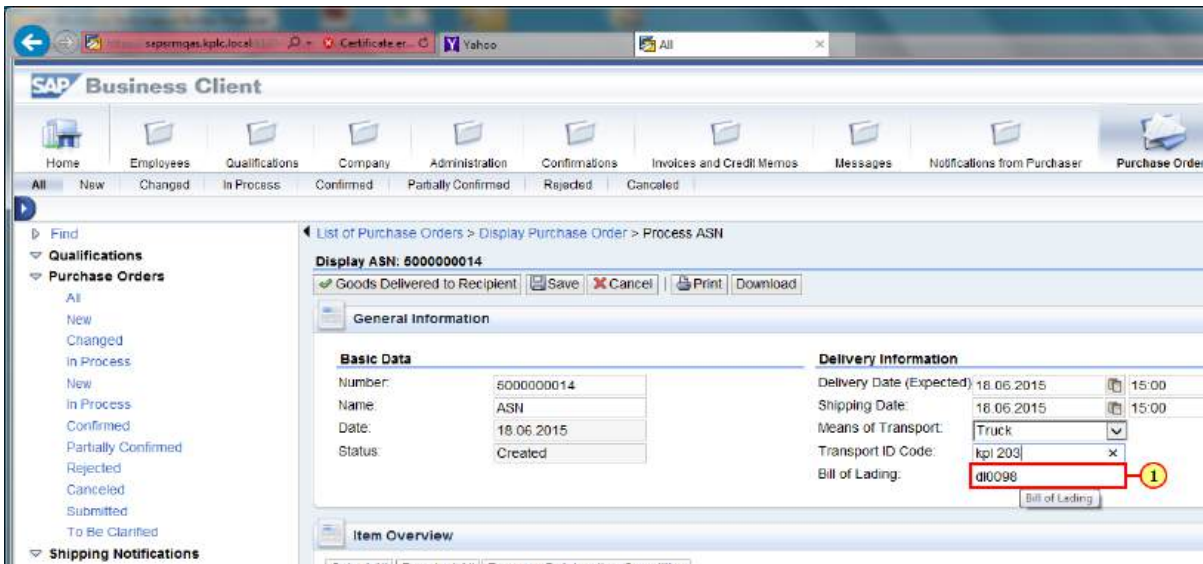 sapsrmqas.kplc.local
Certificate er...
Yahoo
All
SAP Business Client
Home Employees Qualifications Company Administration Confirmations Invoices and Credit Memos Messages Notifications from Purchaser Purchase Order
All New Changed In Process Confirmed Partially Confirmed Rejected Canceled
Find
Qualifications
Purchase Orders
All
New
Changed
In Process
New
In Process
Confirmed
Partially Confirmed
Rejected
Canceled
Submitted
To Be Clarified
Shipping Notifications
List of Purchase Orders > Display Purchase Order > Process ASN
Display ASN: 5000000014
Goods Delivered to Recipient Save Cancel | Print Download
General Information
Basic Data
Number: 5000000014
Name: ASN
Date: 18.06.2015
Status: Created
Delivery Information
Delivery Date (Expected) 18.06.2015 15:00
Shipping Date: 18.06.2015 15:00
Means of Transport: Truck
Transport ID Code: kpl 203
Bill of Lading: dl0098
1
Bill of Lading
Item Overview